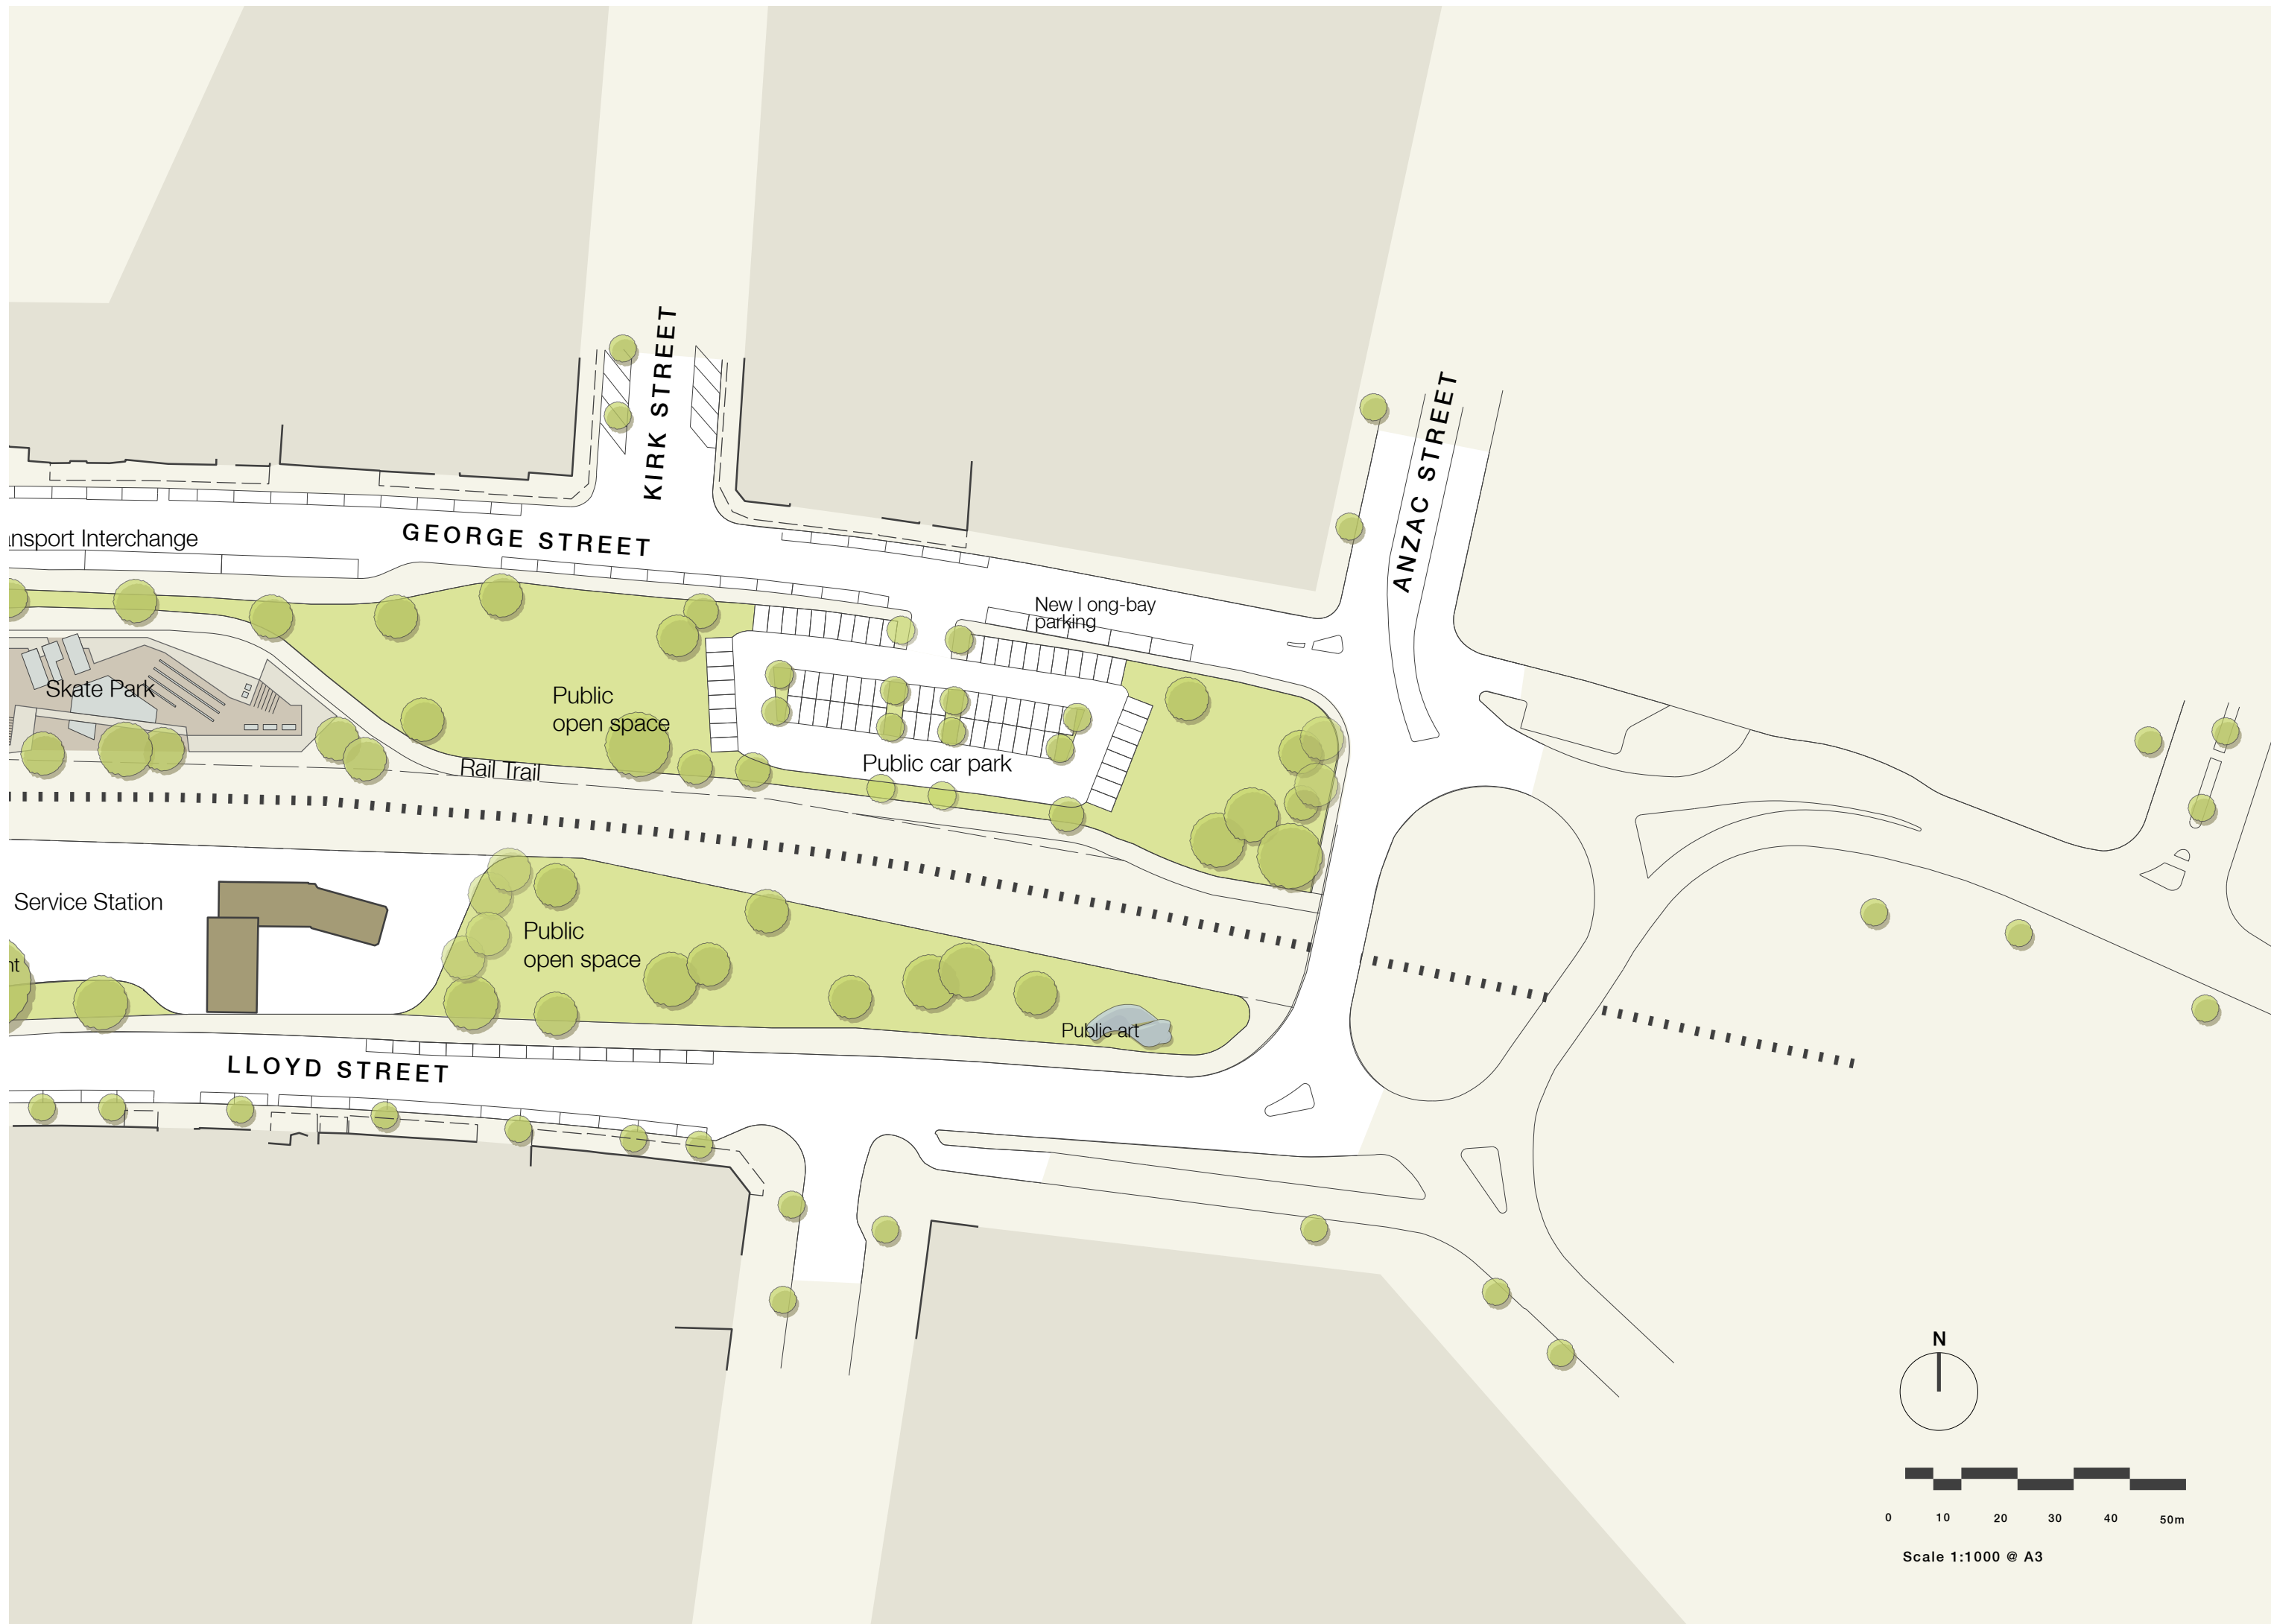 KIRK STREET
ANZAC STREET
GEORGE STREET
ansport Interchange
New long-bay
parking
Skate Park
Public
open space
Public car park
Rail Trail
Service Station
Public
open space
nt
Public art
LLOYD STREET
N
0 10 20 30 40 50m
Scale 1:1000 @ A3